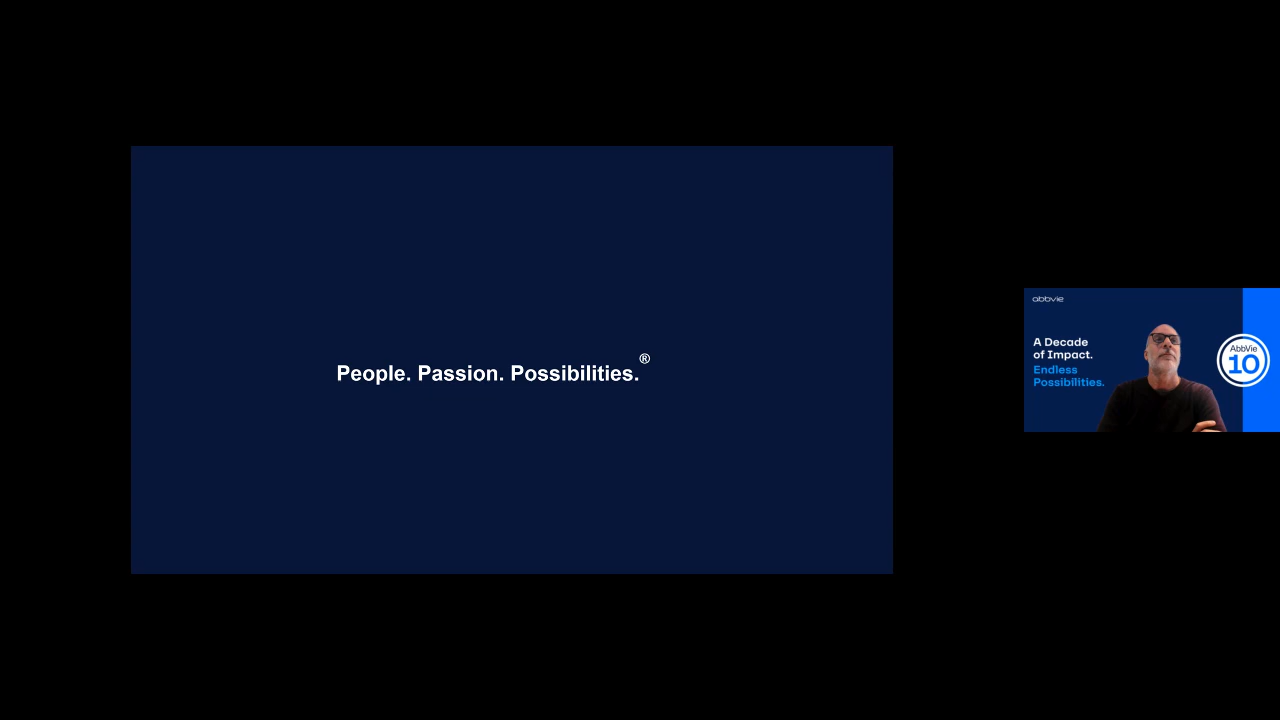 People. Passion. Possibilities.®
abbvie
A Decade
of Impact.
Endless
Possibilities.
AbbVie
10